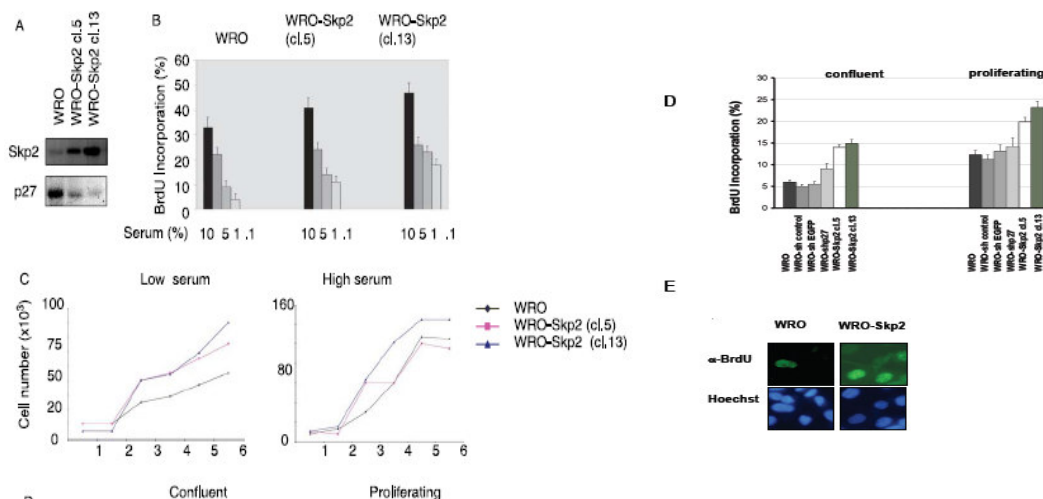 A
WRO
WRO-Skp2 cl.5
WRO-Skp2 cl.13
Skp2
p27
B
WRO
WRO-Skp2
(cl.5)
WRO-Skp2
(cl.13)
BrdU Incorporation (%)
60
50
40
30
20
10
0
Serum (%)
10 5 1 .1
10 5 1 .1
10 5 1 .1
C
Low serum
High serum
Cell number (x10³)
100
75
50
20
0
1 2 3 4 5 6
160
80
0
1 2 3 4 5 6
WRO
WRO-Skp2 (cl.5)
WRO-Skp2 (cl.13)
Confluent
Proliferating
D
confluent
proliferating
BrdU Incorporation (%)
30
25
20
15
10
5
0
WRO
WRO-sh control
WRO-sh EGFP
WRO-shp27
WRO-Skp2 cl.5
WRO-Skp2 cl.13
WRO
WRO-sh control
WRO-sh EGFP
WRO-shp27
WRO-Skp2 cl.5
WRO-Skp2 cl.13
E
WRO
WRO-Skp2
α-BrdU
Hoechst